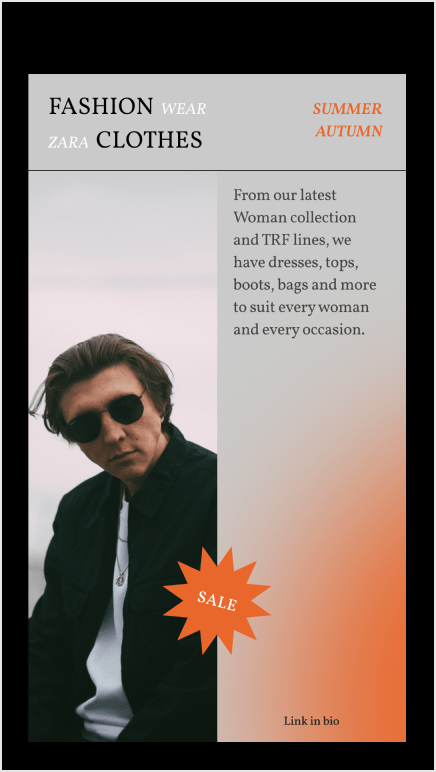 FASHION WEAR
ZARA CLOTHES
SUMMER
AUTUMN
From our latest
Woman collection
and TRF lines, we
have dresses, tops,
boots, bags and more
to suit every woman
and every occasion.
SALE
Link in bio